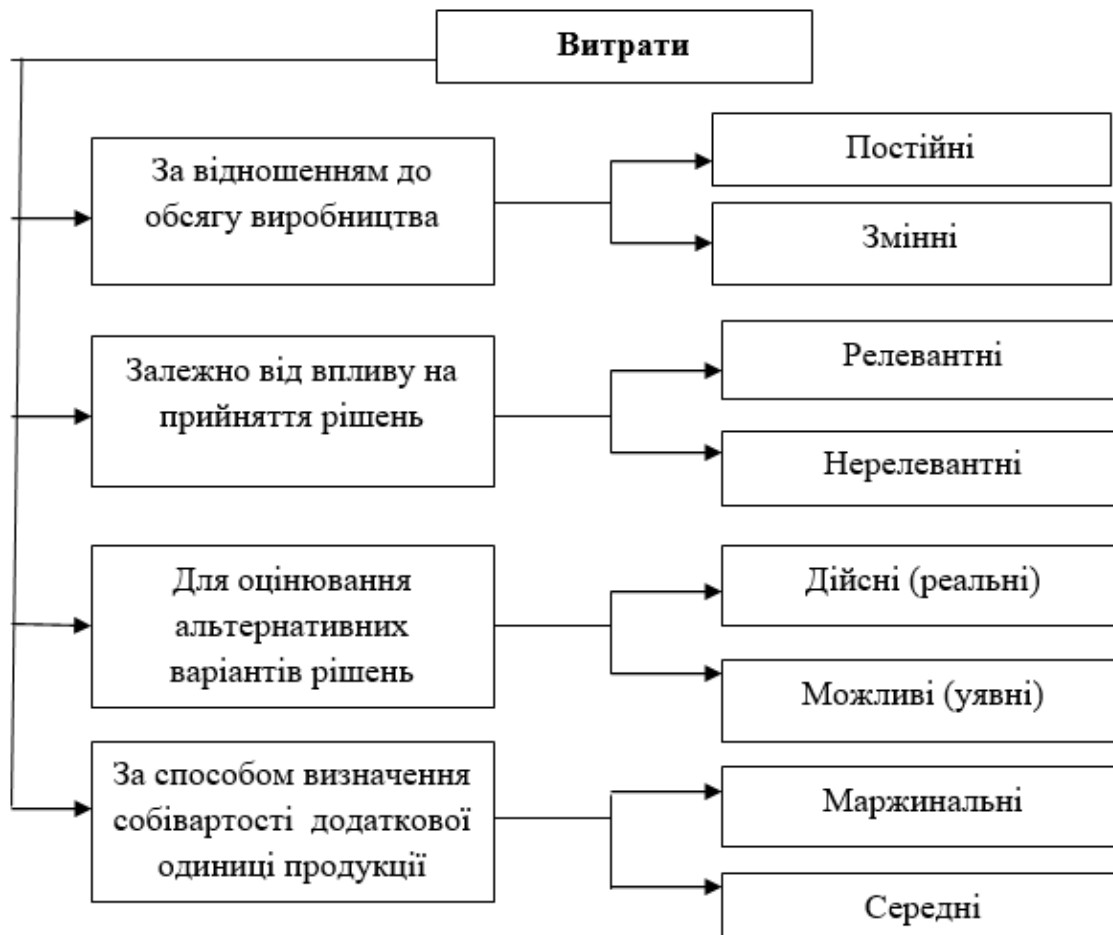 Витрати
За відношенням до
обсягу виробництва
Постійні
Змінні
Залежно від впливу на
прийняття рішень
Релевантні
Нерелевантні
Для оцінювання
альтернативних
варіантів рішень
Дійсні (реальні)
Можливі (уявні)
За способом визначення
собівартості додаткової
одиниці продукції
Маржинальні
Середні